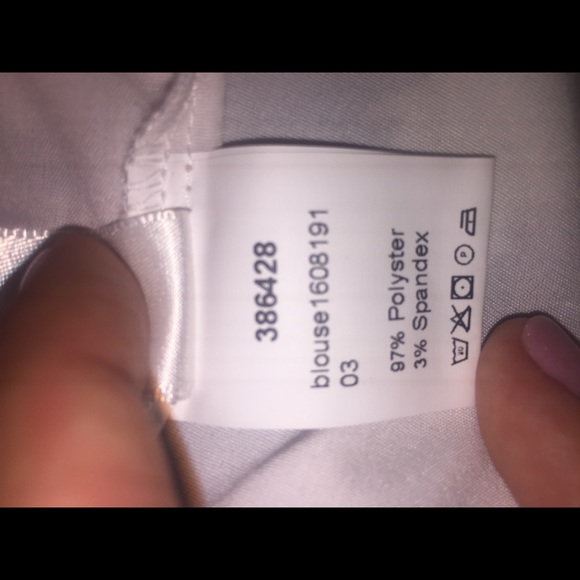 386428
blouse1608191
03
97% Polyster
3% Spandex